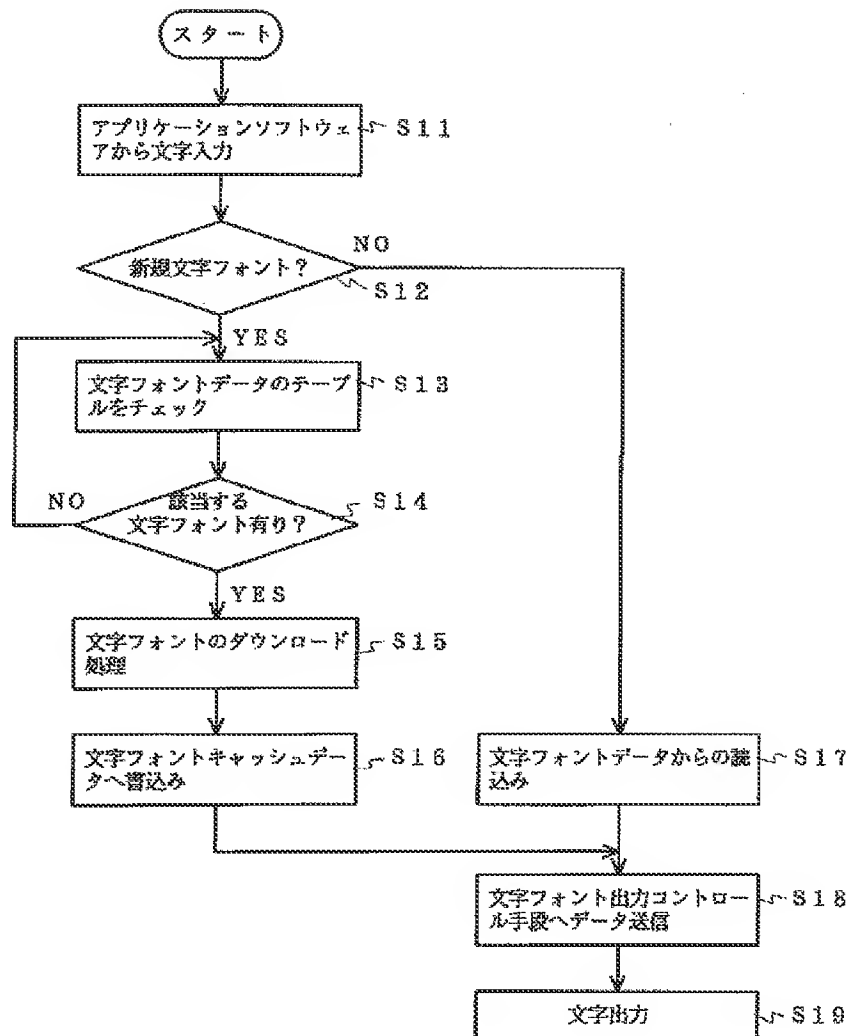 スタート
アプリケーションソフトウェ
アから文字入力
S11
新規文字フォント？
NO
S12
YES
文字フォントデータのテーブ
ルをチェック
S13
該当する
文字フォント有り？
NO
S14
YES
文字フォントのダウンロード
処理
S15
文字フォントキャッシュデー
タへ書込み
S16
文字フォントデータからの読
込み
S17
文字フォント出力コントロー
ル手段へデータ送信
S18
文字出力
S19